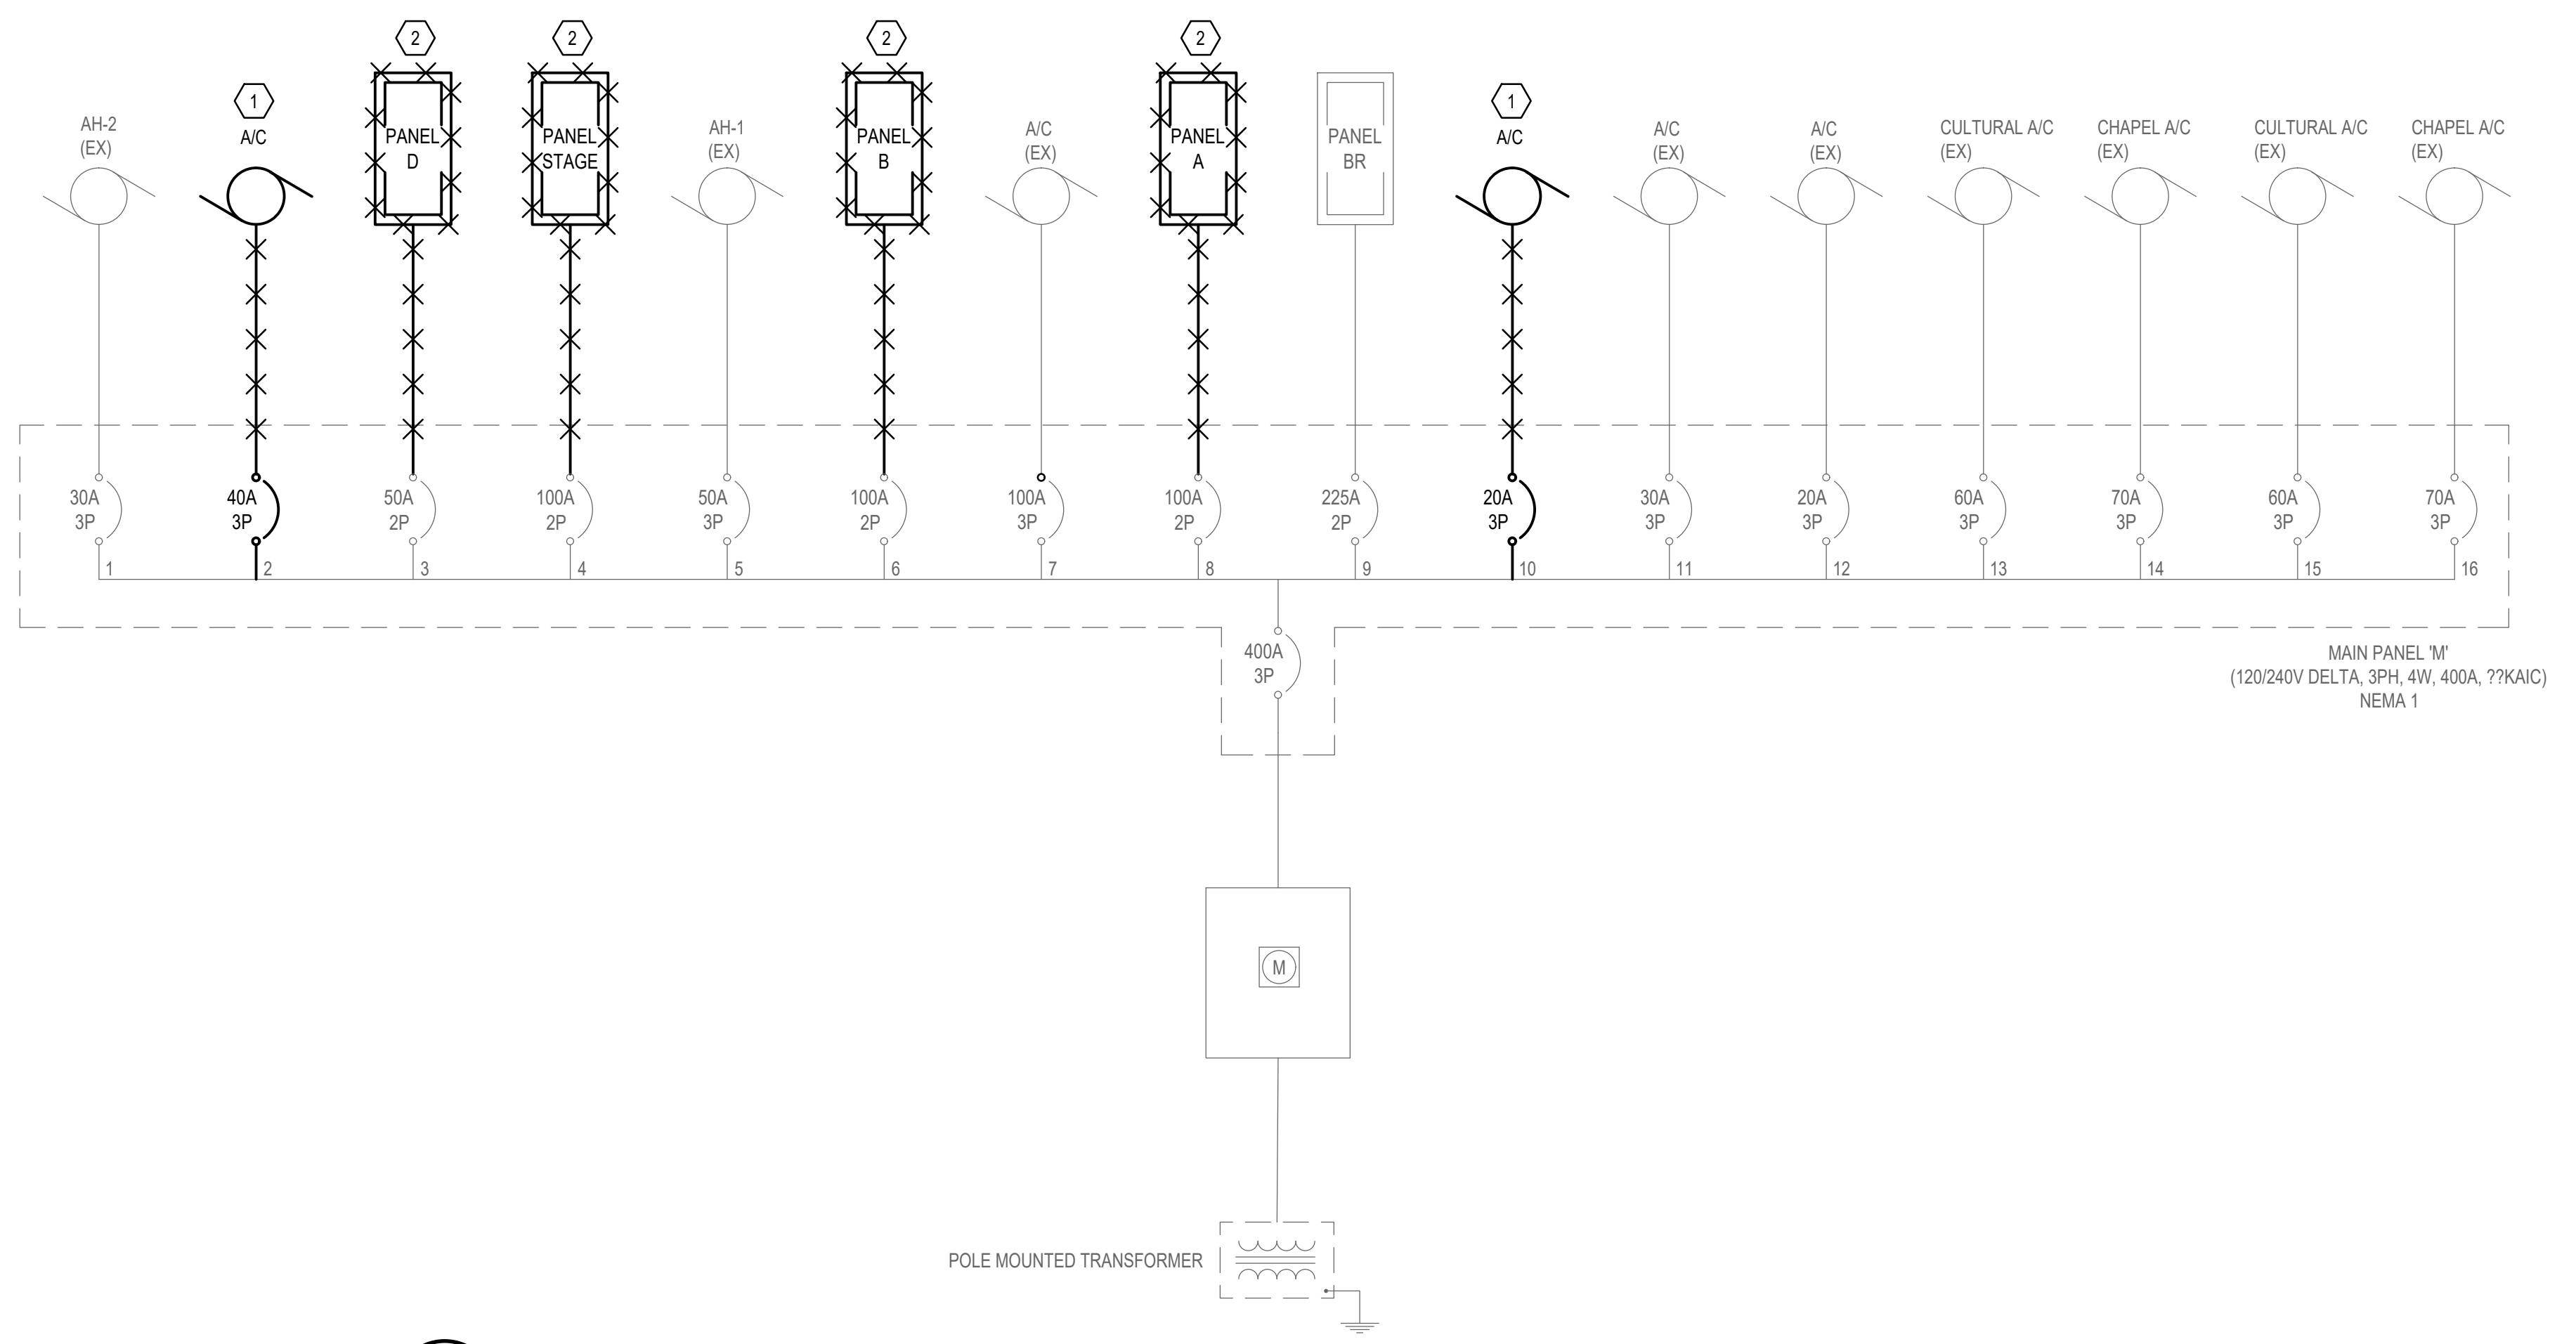 2
2
2
2
1
1
AH-2
(EX)
A/C
PANEL
D
PANEL
STAGE
AH-1
(EX)
PANEL
B
A/C
(EX)
PANEL
A
PANEL
BR
A/C
A/C
(EX)
A/C
(EX)
CULTURAL A/C
(EX)
CHAPEL A/C
(EX)
CULTURAL A/C
(EX)
CHAPEL A/C
(EX)
30A
3P
40A
3P
50A
2P
100A
2P
50A
3P
100A
2P
100A
3P
100A
2P
225A
2P
20A
3P
30A
3P
20A
3P
60A
3P
70A
3P
60A
3P
70A
3P
1
2
3
4
5
6
7
8
9
10
11
12
13
14
15
16
400A
3P
MAIN PANEL 'M'
(120/240V DELTA, 3PH, 4W, 400A, ??KAIC)
NEMA 1
M
POLE MOUNTED TRANSFORMER